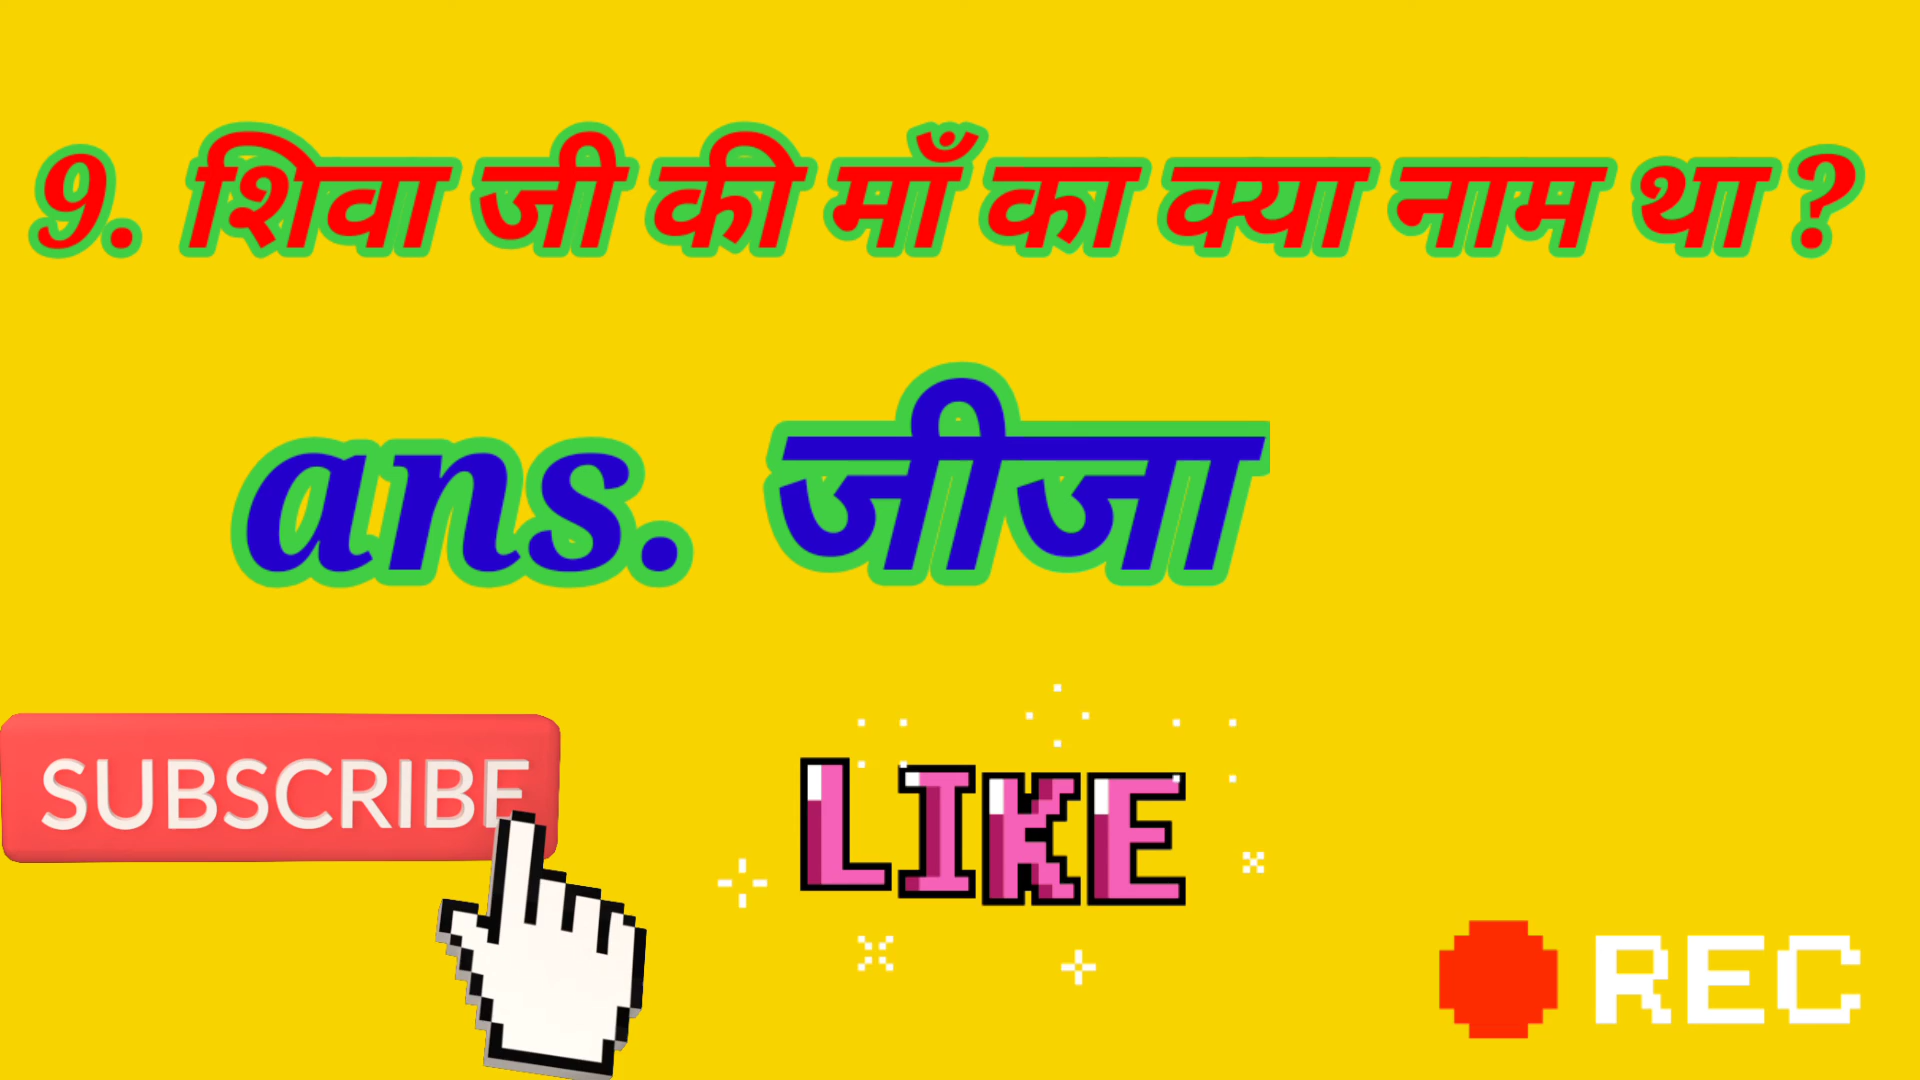 9. शिवा जी की माँ का क्या नाम था ?
ans. जीजा
SUBSCRIBE
LIKE
REC